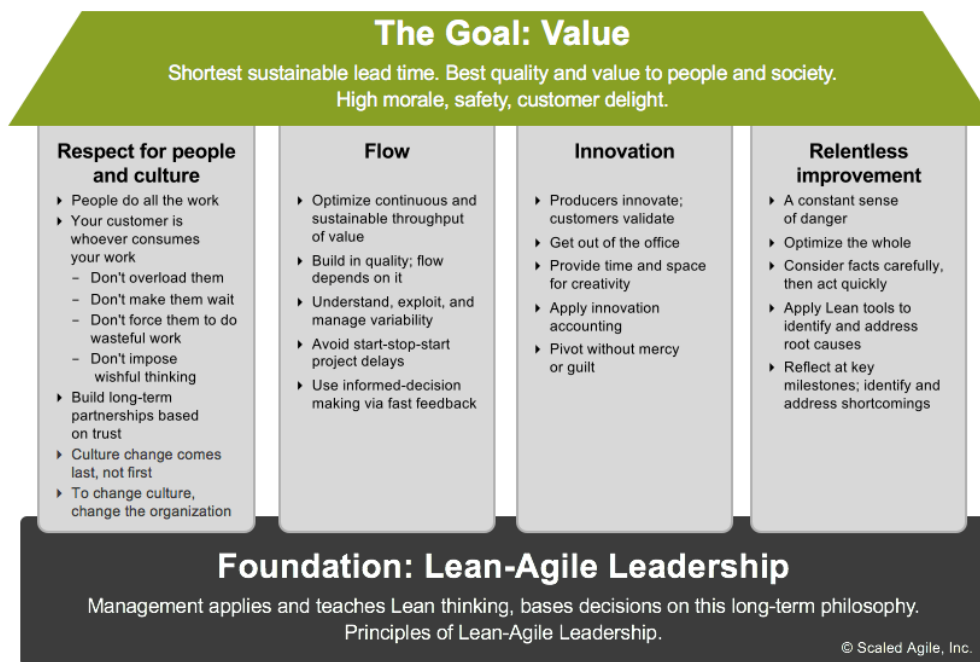 The Goal: Value
Shortest sustainable lead time. Best quality and value to people and society.
High morale, safety, customer delight.
Respect for people
and culture
People do all the work
Your customer is
whoever consumes
your work
– Don't overload them
– Don't make them wait
– Don't force them to do
wasteful work
– Don't impose
wishful thinking
Build long-term
partnerships based
on trust
Culture change comes
last, not first
To change culture,
change the organization
Flow
Optimize continuous and
sustainable throughput
of value
Build in quality; flow
depends on it
Understand, exploit, and
manage variability
Avoid start-stop-start
project delays
Use informed-decision
making via fast feedback
Innovation
Producers innovate;
customers validate
Get out of the office
Provide time and space
for creativity
Apply innovation
accounting
Pivot without mercy
or guilt
Relentless
improvement
A constant sense
of danger
Optimize the whole
Consider facts carefully,
then act quickly
Apply Lean tools to
identify and address
root causes
Reflect at key
milestones; identify and
address shortcomings
Foundation: Lean-Agile Leadership
Management applies and teaches Lean thinking, bases decisions on this long-term philosophy.
Principles of Lean-Agile Leadership.
© Scaled Agile, Inc.